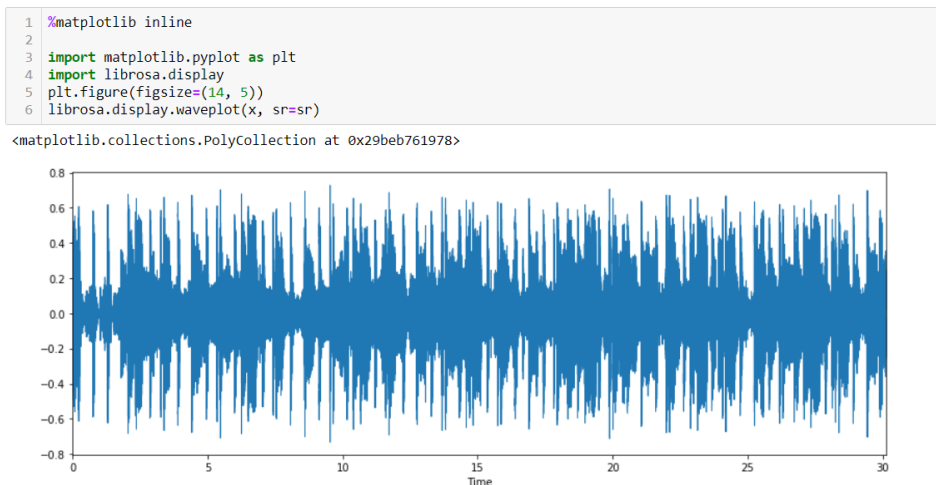 1 %matplotlib inline
2
3 import matplotlib.pyplot as plt
4 import librosa.display
5 plt.figure(figsize=(14, 5))
6 librosa.display.waveplot(x, sr=sr)
<matplotlib.collections.PolyCollection at 0x29beb761978>
0.8
0.6
0.4
0.2
0.0
−0.2
−0.4
−0.6
−0.8
0 5 10 15 20 25 30
Time